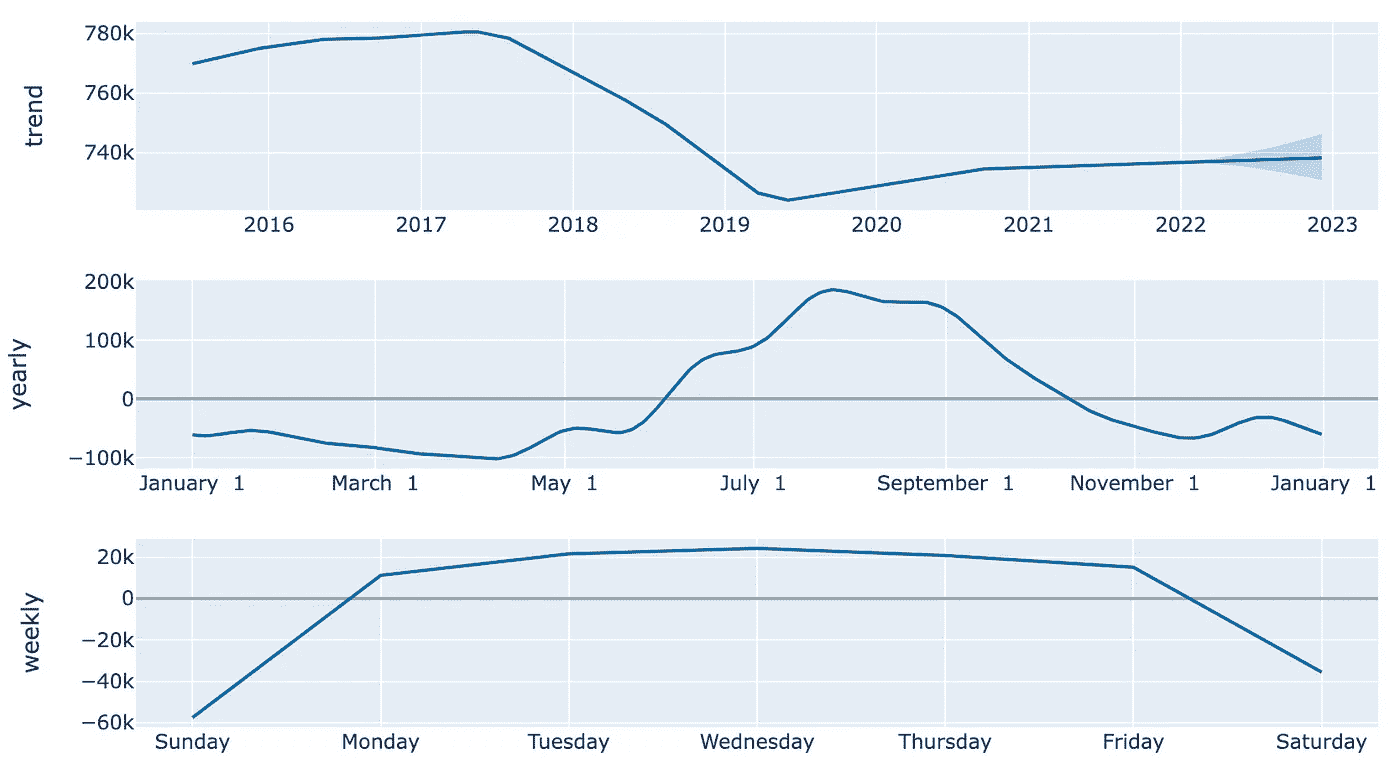 trend
780k
760k
740k
2016 2017 2018 2019 2020 2021 2022 2023
yearly
200k
100k
0
−100k
January 1 March 1 May 1 July 1 September 1 November 1 January 1
weekly
20k
0
−20k
−40k
−60k
Sunday Monday Tuesday Wednesday Thursday Friday Saturday